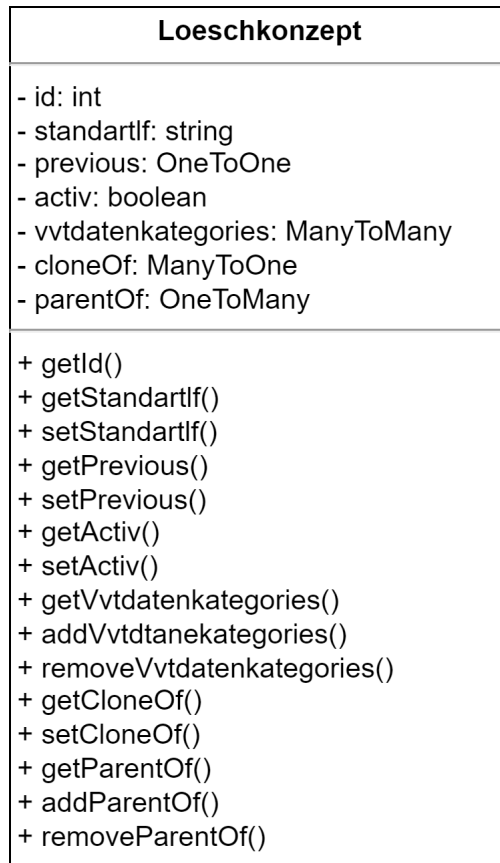 Loeschkonzept
- id: int
- standartlf: string
- previous: OneToOne
- activ: boolean
- vvtdatenkategories: ManyToMany
- cloneOf: ManyToOne
- parentOf: OneToMany
+ getId()
+ getStandartlf()
+ setStandartlf()
+ getPrevious()
+ setPrevious()
+ getActiv()
+ setActiv()
+ getVvtdatenkategories()
+ addVvtdtanekategories()
+ removeVvtdatenkategories()
+ getCloneOf()
+ setCloneOf()
+ getParentOf()
+ addParentOf()
+ removeParentOf()